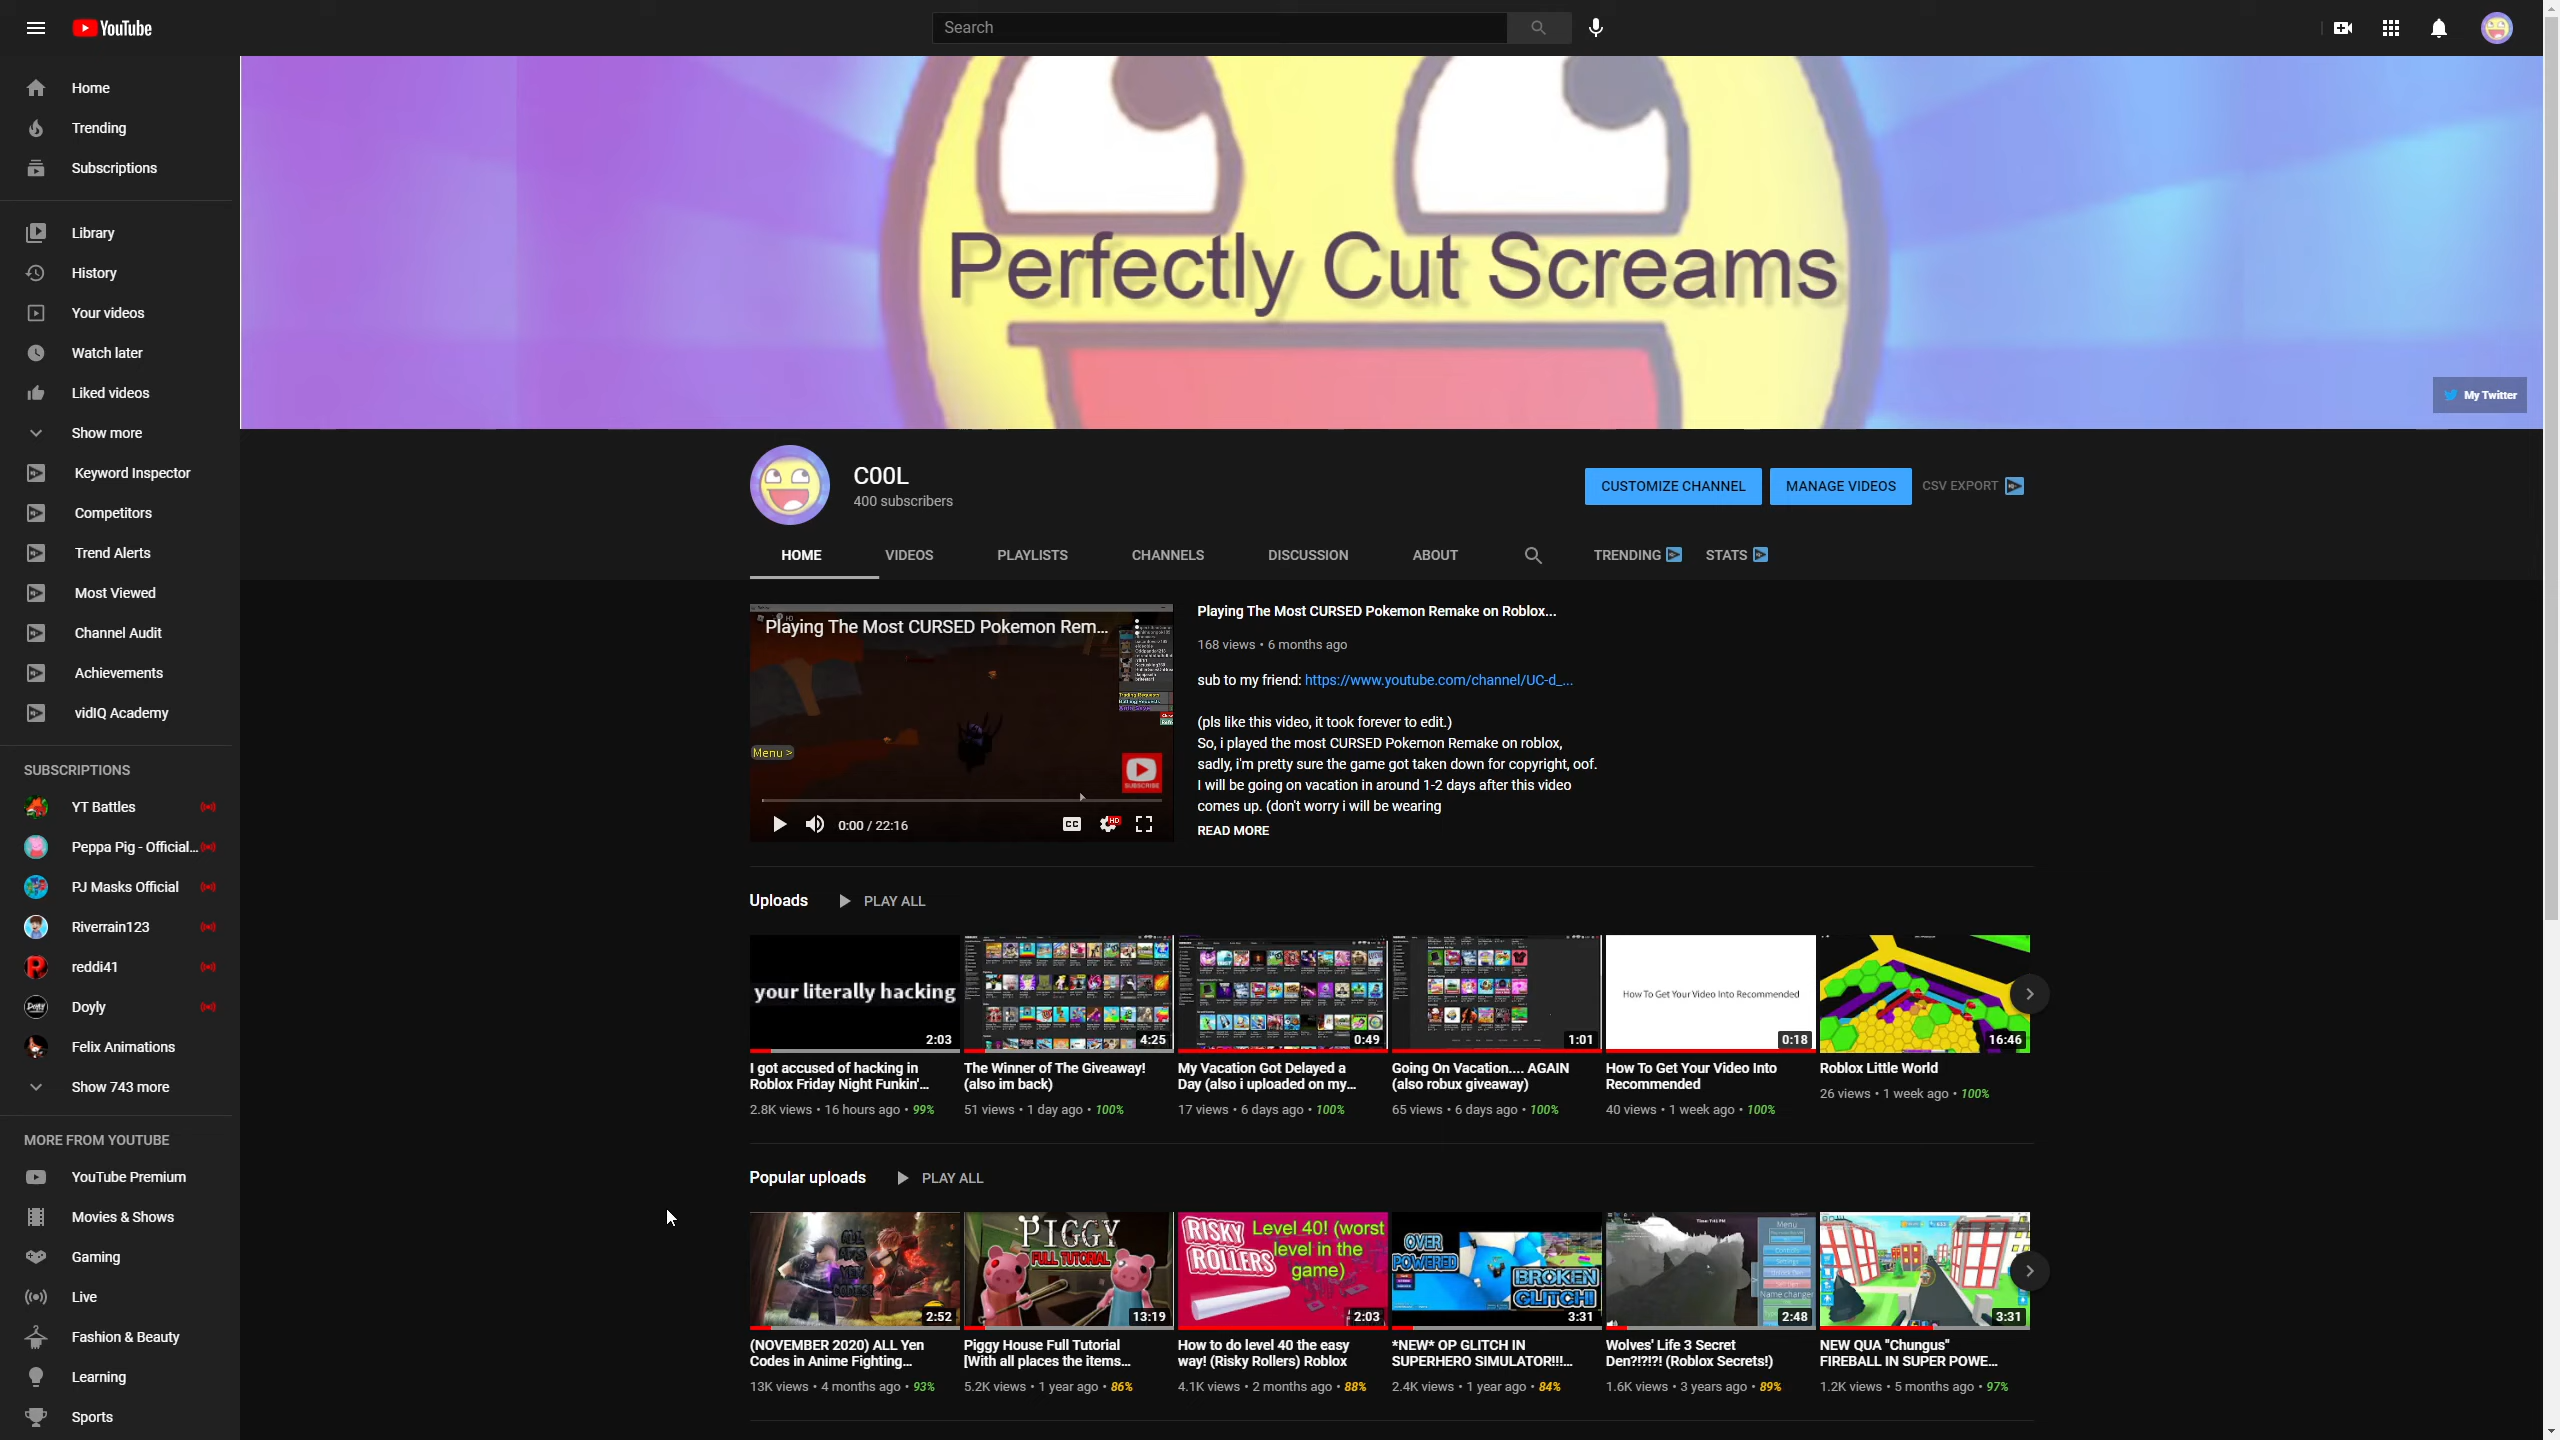 YouTube
Search
Home
Trending
Subscriptions
Library
History
Your videos
Watch later
Liked videos
Show more
Keyword Inspector
Competitors
Trend Alerts
Most Viewed
Channel Audit
Achievements
vidIQ Academy
SUBSCRIPTIONS
YT Battles
Peppa Pig - Official...
PJ Masks Official
Riverrain123
reddi41
Doyly
Felix Animations
Show 743 more
MORE FROM YOUTUBE
YouTube Premium
Movies & Shows
Gaming
Live
Fashion & Beauty
Learning
Sports
Perfectly Cut Screams
My Twitter
C00L
400 subscribers
CUSTOMIZE CHANNEL
MANAGE VIDEOS
CSV EXPORT
HOME
VIDEOS
PLAYLISTS
CHANNELS
DISCUSSION
ABOUT
TRENDING
STATS
Playing The Most CURSED Pokemon Rem...
Menu >
SUBSCRIBE
0:00 / 22:16
CC
HD
Playing The Most CURSED Pokemon Remake on Roblox...
168 views • 6 months ago
sub to my friend: https://www.youtube.com/channel/UC-d_...
(pls like this video, it took forever to edit.)
So, i played the most CURSED Pokemon Remake on roblox,
sadly, i'm pretty sure the game got taken down for copyright, oof.
I will be going on vacation in around 1-2 days after this video
comes up. (don't worry i will be wearing
READ MORE
Uploads
PLAY ALL
your literally hacking
2:03
I got accused of hacking in
Roblox Friday Night Funkin'...
2.8K views • 16 hours ago • 99%
4:25
The Winner of The Giveaway!
(also im back)
51 views • 1 day ago • 100%
0:49
My Vacation Got Delayed a
Day (also i uploaded on my...
17 views • 6 days ago • 100%
1:01
Going On Vacation.... AGAIN
(also robux giveaway)
65 views • 6 days ago • 100%
How To Get Your Video Into Recommended
0:18
How To Get Your Video Into
Recommended
40 views • 1 week ago • 100%
16:46
Roblox Little World
26 views • 1 week ago • 100%
Popular uploads
PLAY ALL
ALL
YEN
CODES!
2:52
(NOVEMBER 2020) ALL Yen
Codes in Anime Fighting...
13K views • 4 months ago • 93%
PIGGY
FULL TUTORIAL
13:19
Piggy House Full Tutorial
[With all places the items...
5.2K views • 1 year ago • 86%
RISKY
ROLLERS
Level 40! (worst
level in the
game)
2:03
How to do level 40 the easy
way! (Risky Rollers) Roblox
4.1K views • 2 months ago • 88%
OVER
POWERED
BROKEN
GLITCH!
3:31
*NEW* OP GLITCH IN
SUPERHERO SIMULATOR!!!...
2.4K views • 1 year ago • 84%
Menu
Controls
Settings
Name changer
2:48
Wolves' Life 3 Secret
Den?!?!?! (Roblox Secrets!)
1.6K views • 3 years ago • 89%
3:31
NEW QUA "Chungus"
FIREBALL IN SUPER POWE...
1.2K views • 5 months ago • 97%